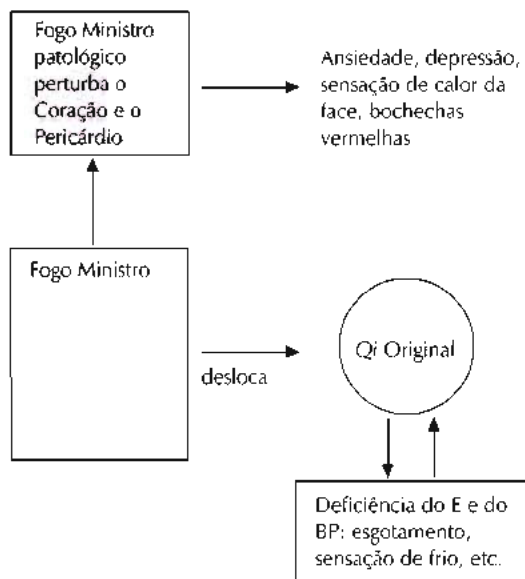 Fogo Ministro
patológico
perturba o
Coração e o
Pericárdio
Ansiedade, depressão,
sensação de calor da
face, bochechas
vermelhas
Fogo Ministro
desloca
Qi Original
Deficiência do E e do
BP: esgotamento,
sensação de frio, etc.